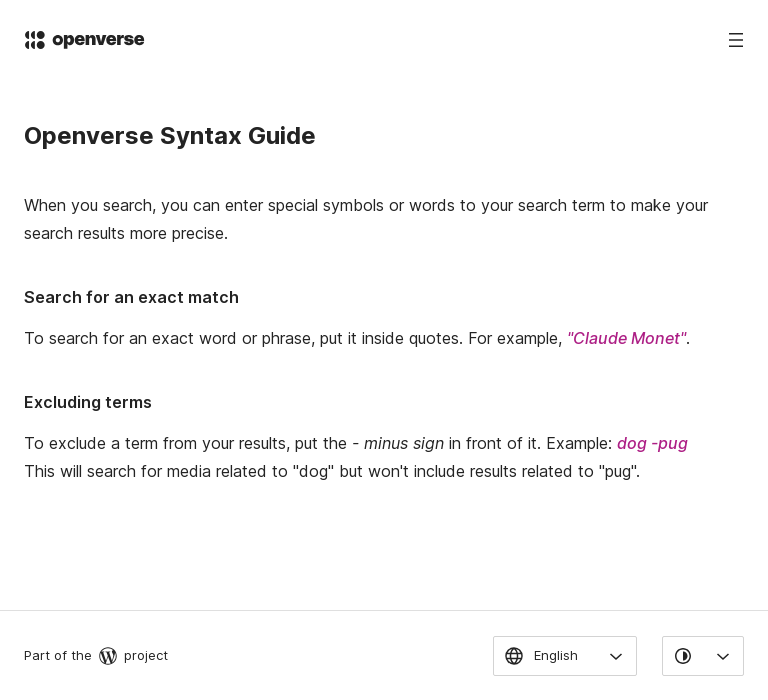 openverse
Openverse Syntax Guide
When you search, you can enter special symbols or words to your search term to make your
search results more precise.
Search for an exact match
To search for an exact word or phrase, put it inside quotes. For example, "Claude Monet".
Excluding terms
To exclude a term from your results, put the - minus sign in front of it. Example: dog -pug
This will search for media related to "dog" but won't include results related to "pug".
Part of the project
English